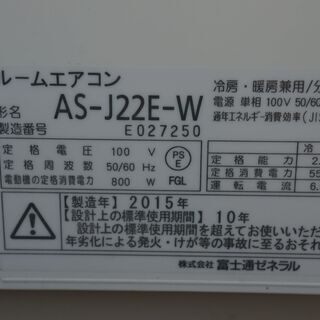 ルームエアコン
形名 AS-J22E-W
製造番号 E027250
冷房・暖房兼用/分
電源 単相 100V 50/60
通年エネルギー消費効率(JI
定格電圧 100 V
定格周波数 50/60 Hz
電動機の定格消費電力 800 W
PS
E
FGL
定格能力 2.
定格消費電力 55
運転電流 6.
【製造年】2015年
【設計上の標準使用期間】10年
設計上の標準使用期間を超えてお使いいただ
年劣化による発火・けが等の事故に至るおそれ
株式会社 富士通ゼネラル